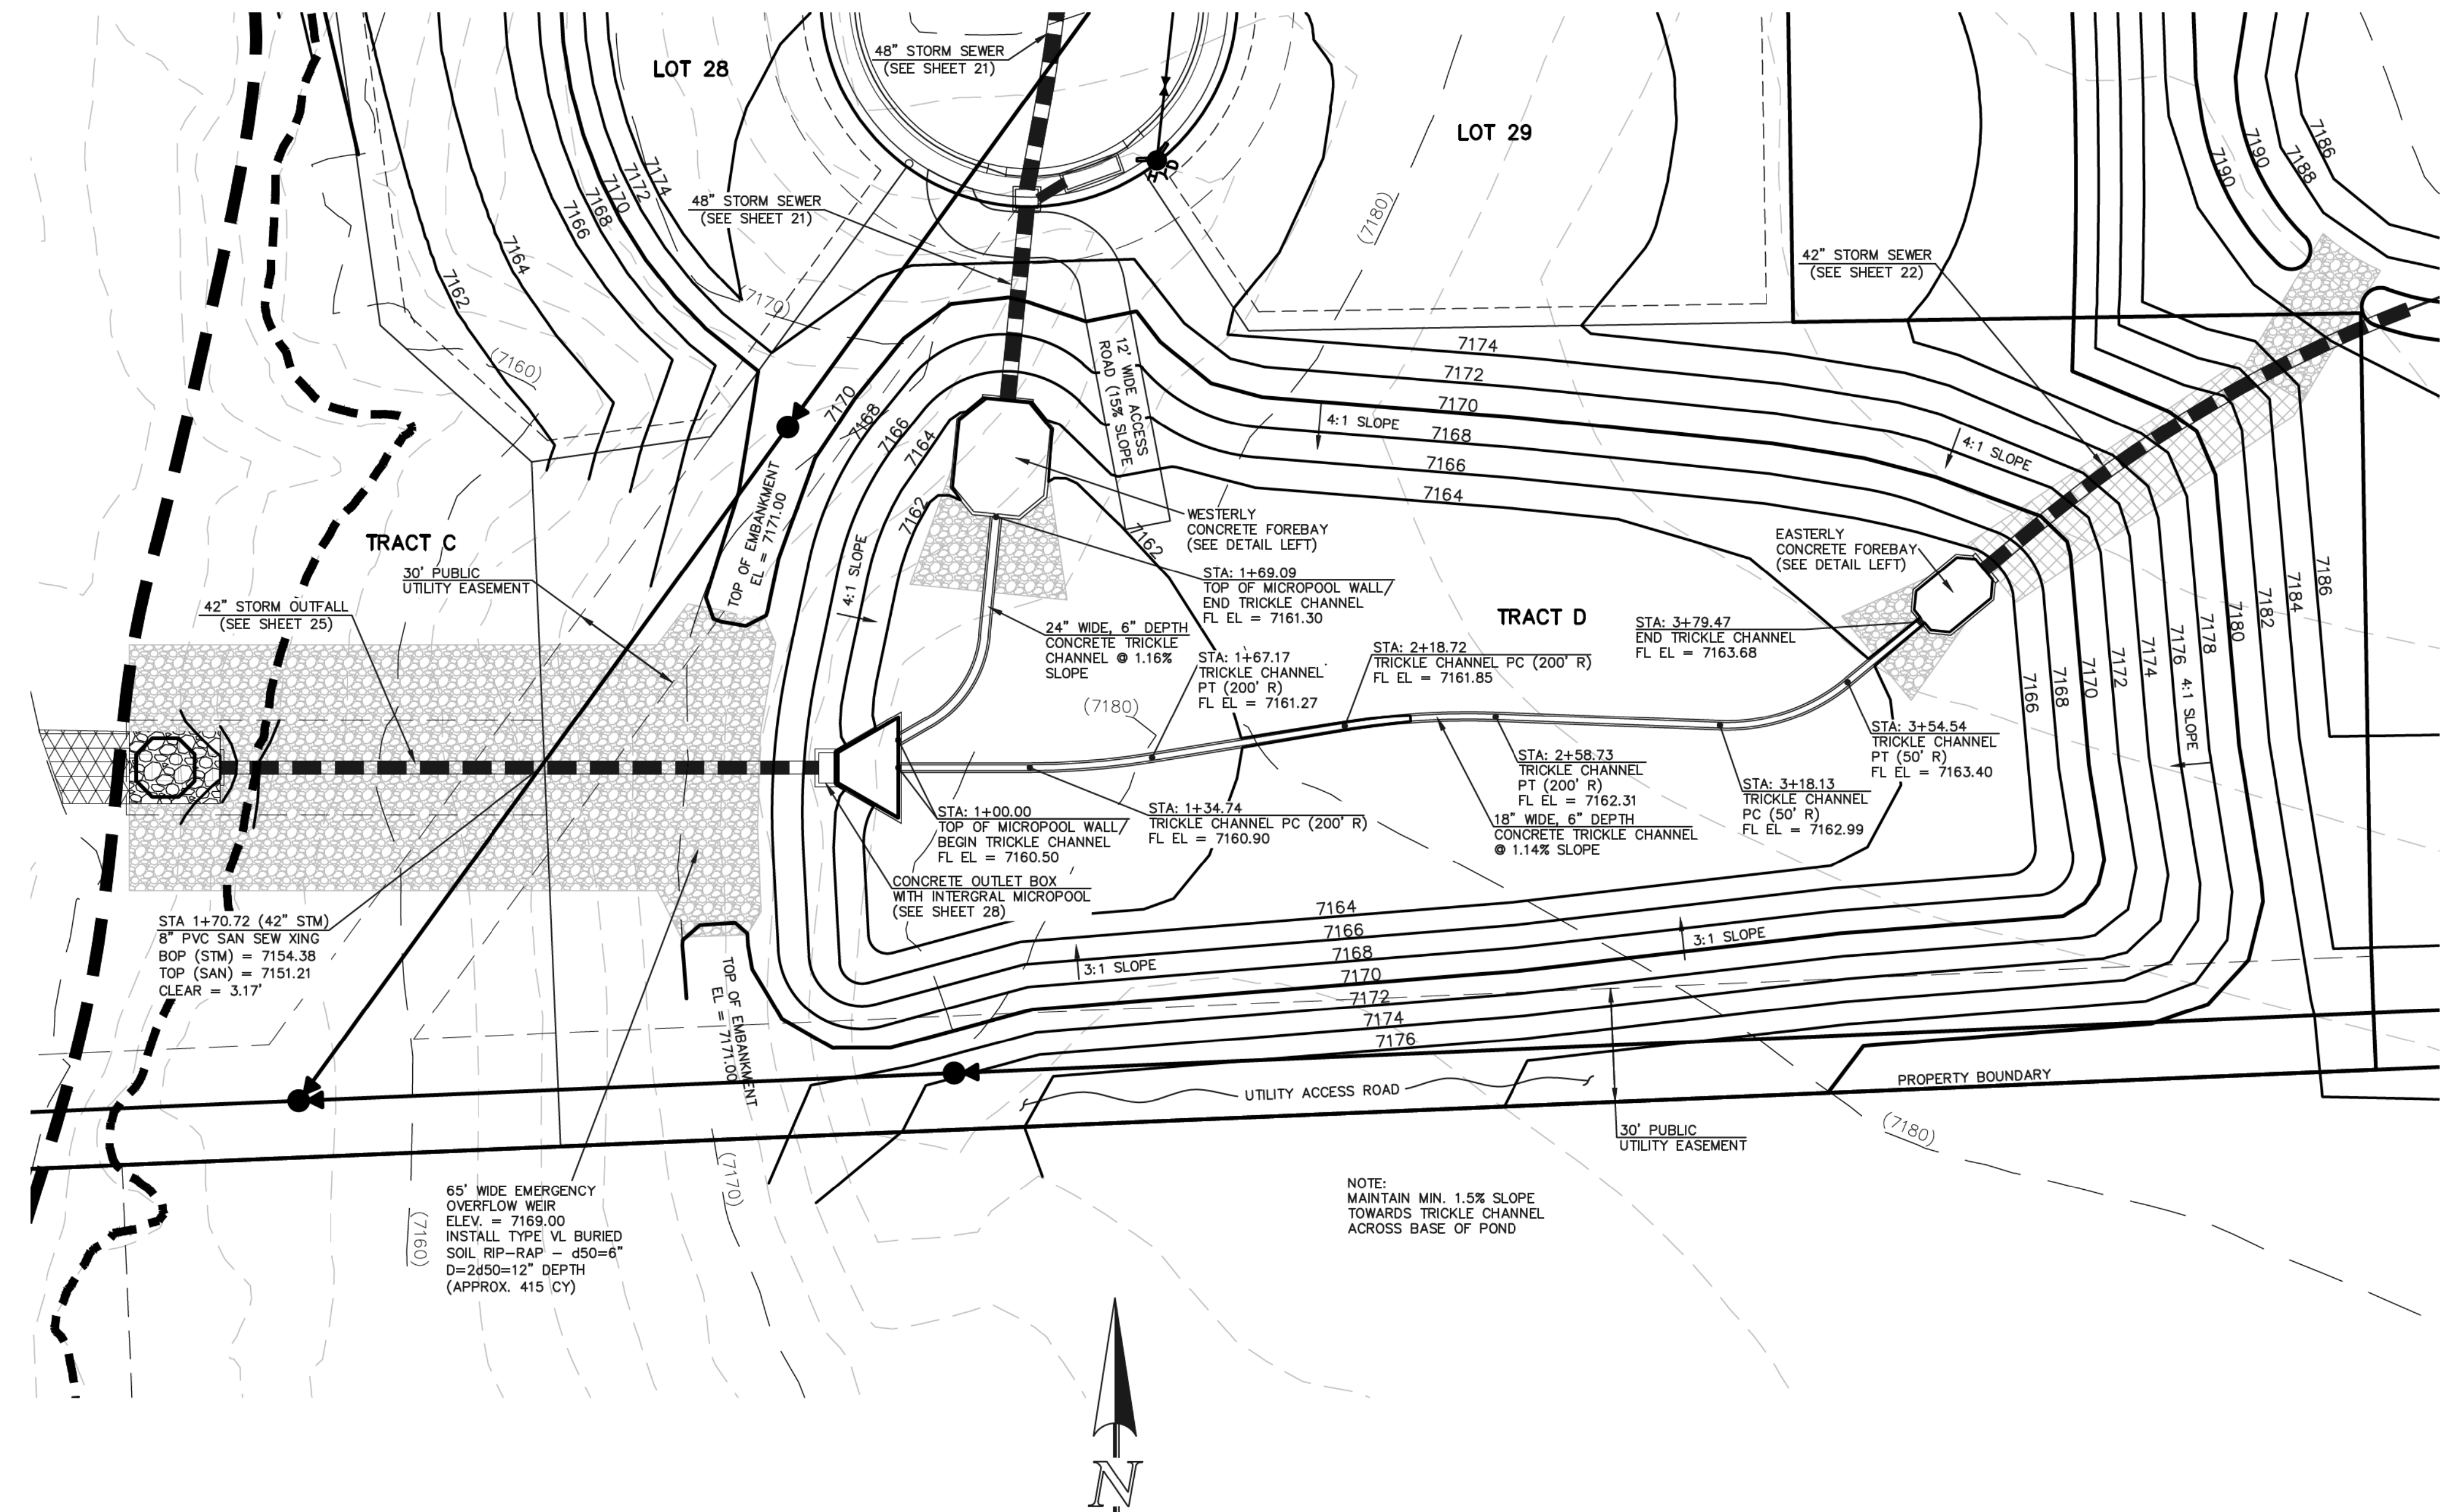 48" STORM SEWER
(SEE SHEET 21)
LOT 28
LOT 29
7186
7190
7190
7188
7174
7172
7170
7168
7166
7164
7162
48" STORM SEWER
(SEE SHEET 21)
HYD
(7180)
42" STORM SEWER
(SEE SHEET 22)
(7170)
(7160)
12' WIDE ACCESS
ROAD (15% SLOPE
7174
7172
7170
7168
7166
7164
4:1 SLOPE
4:1 SLOPE
7170
7168
7166
7164
7162
7162
TOP OF EMBANKMENT
EL = 7171.00
4:1 SLOPE
WESTERLY
CONCRETE FOREBAY
(SEE DETAIL LEFT)
EASTERLY
CONCRETE FOREBAY
(SEE DETAIL LEFT)
TRACT C
30' PUBLIC
UTILITY EASEMENT
42" STORM OUTFALL
(SEE SHEET 25)
STA: 1+69.09
TOP OF MICROPOOL WALL/
END TRICKLE CHANNEL
FL EL = 7161.30
TRACT D
24" WIDE, 6" DEPTH
CONCRETE TRICKLE
CHANNEL @ 1.16%
SLOPE
STA: 1+67.17
TRICKLE CHANNEL
PT (200' R)
FL EL = 7161.27
STA: 2+18.72
TRICKLE CHANNEL PC (200' R)
FL EL = 7161.85
STA: 3+79.47
END TRICKLE CHANNEL
FL EL = 7163.68
(7180)
7166
7168
7170
7172
7174
7176
4:1 SLOPE
7178
7180
7182
7184
7186
STA: 3+54.54
TRICKLE CHANNEL
PT (50' R)
FL EL = 7163.40
STA: 2+58.73
TRICKLE CHANNEL
PT (200' R)
FL EL = 7162.31
STA: 3+18.13
TRICKLE CHANNEL
PC (50' R)
FL EL = 7162.99
STA: 1+00.00
TOP OF MICROPOOL WALL/
BEGIN TRICKLE CHANNEL
FL EL = 7160.50
STA: 1+34.74
TRICKLE CHANNEL PC (200' R)
FL EL = 7160.90
18" WIDE, 6" DEPTH
CONCRETE TRICKLE CHANNEL
@ 1.14% SLOPE
CONCRETE OUTLET BOX
WITH INTERGRAL MICROPOOL
(SEE SHEET 28)
STA 1+70.72 (42" STM)
8" PVC SAN SEW XING
BOP (STM) = 7154.38
TOP (SAN) = 7151.21
CLEAR = 3.17'
7164
7166
7168
7170
7172
7174
7176
3:1 SLOPE
3:1 SLOPE
TOP OF EMBANKMENT
EL = 7171.00
UTILITY ACCESS ROAD
PROPERTY BOUNDARY
30' PUBLIC
UTILITY EASEMENT
(7180)
(7170)
(7160)
65' WIDE EMERGENCY
OVERFLOW WEIR
ELEV. = 7169.00
INSTALL TYPE VL BURIED
SOIL RIP-RAP - d50=6"
D=2d50=12" DEPTH
(APPROX. 415 CY)
NOTE:
MAINTAIN MIN. 1.5% SLOPE
TOWARDS TRICKLE CHANNEL
ACROSS BASE OF POND
N